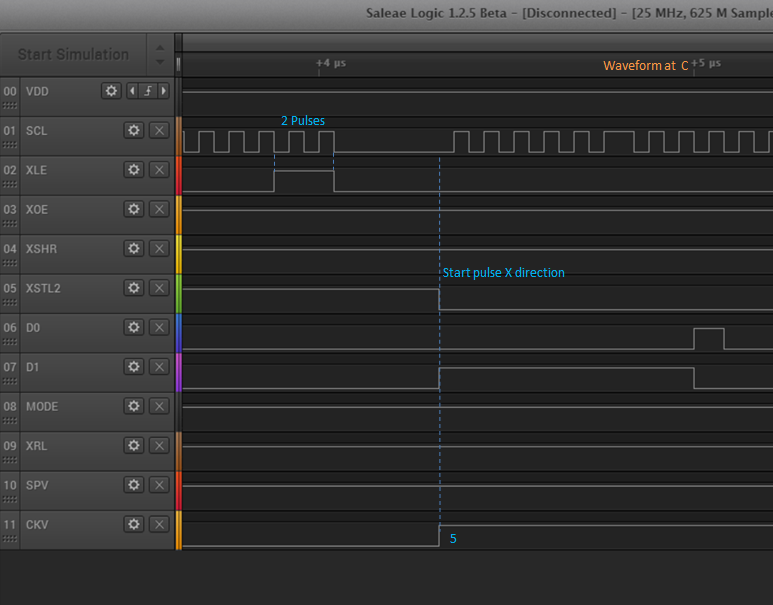 Saleae Logic 1.2.5 Beta - [Disconnected] - [25 MHz, 625 M Sample
Start Simulation
+4 µs
Waveform at C +5 µs
00 VDD
2 Pulses
01 SCL
02 XLE
03 XOE
04 XSHR
Start pulse X direction
05 XSTL2
06 D0
07 D1
08 MODE
09 XRL
10 SPV
11 CKV
5